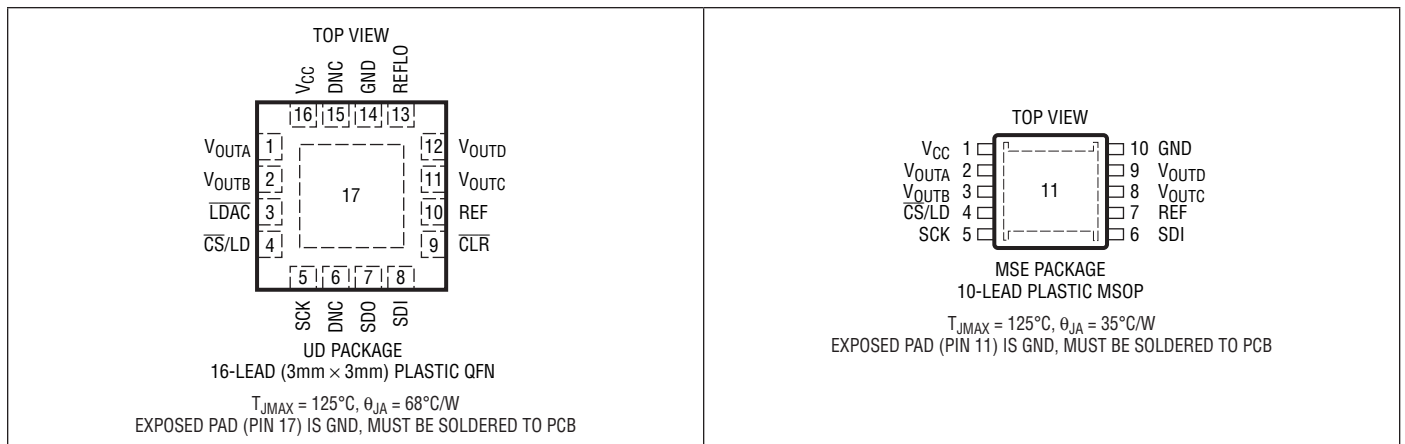 TOP VIEW
VCC
DNC
GND
REFLO
16 15 14 13
VOUTA 1
VOUTB 2
L̅D̅A̅C̅ 3
C̅S̅/LD 4
17
12 VOUTD
11 VOUTC
10 REF
9 C̅L̅R̅
5 6 7 8
SCK
DNC
SDO
SDI
UD PACKAGE
16-LEAD (3mm × 3mm) PLASTIC QFN
TJMAX = 125°C, θJA = 68°C/W
EXPOSED PAD (PIN 17) IS GND, MUST BE SOLDERED TO PCB
TOP VIEW
VCC 1
VOUTA 2
VOUTB 3
C̅S̅/LD 4
SCK 5
11
10 GND
9 VOUTD
8 VOUTC
7 REF
6 SDI
MSE PACKAGE
10-LEAD PLASTIC MSOP
TJMAX = 125°C, θJA = 35°C/W
EXPOSED PAD (PIN 11) IS GND, MUST BE SOLDERED TO PCB